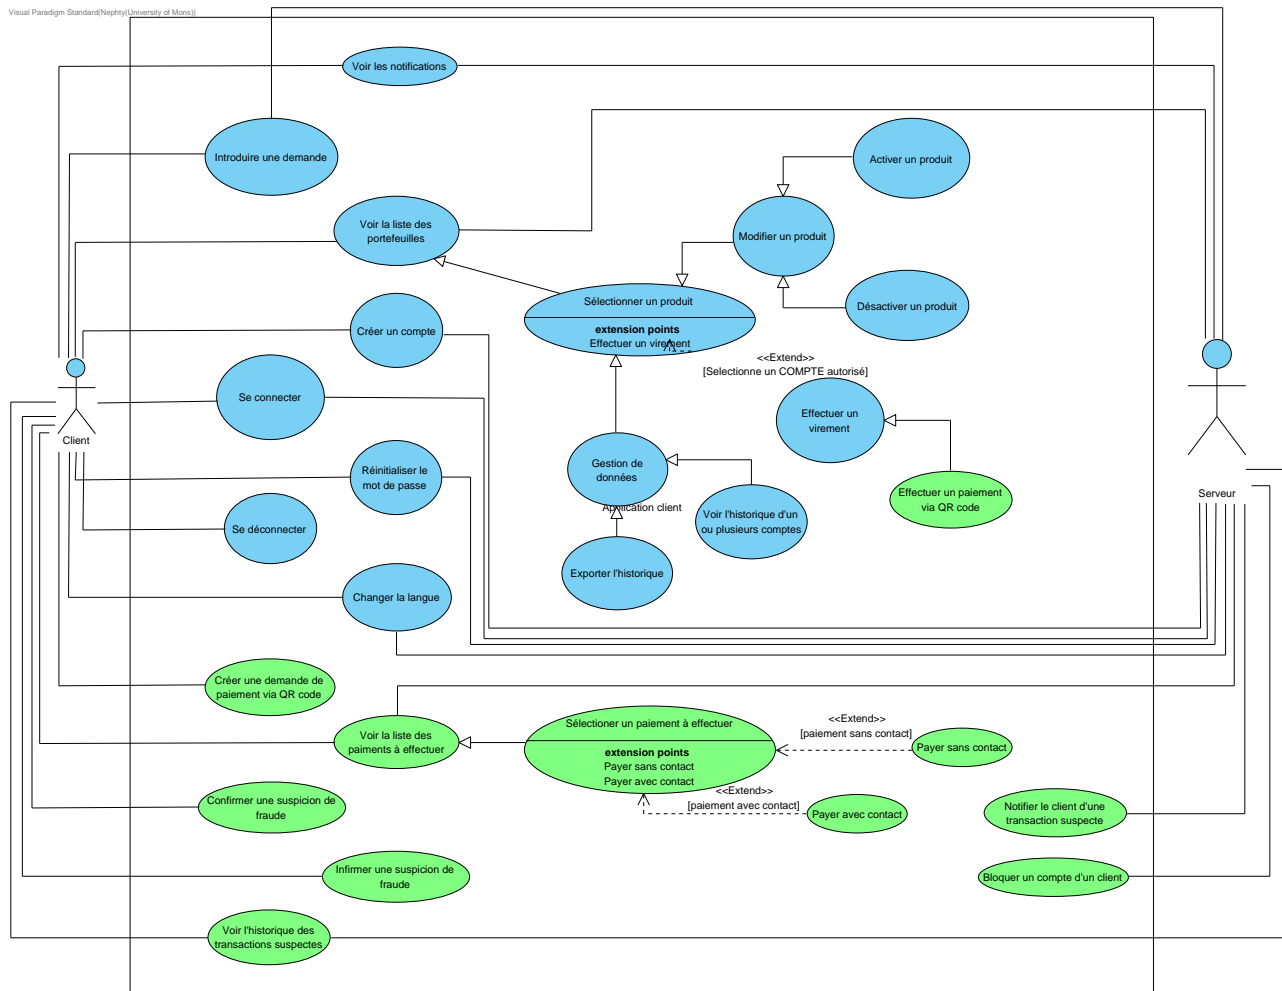 Visual Paradigm Standard(Nephty(University of Mons))
Voir les notifications
Introduire une demande
Activer un produit
Voir la liste des
portefeuilles
Modifier un produit
Sélectionner un produit
extension points
Effectuer un virement
Désactiver un produit
Créer un compte
<<Extend>>
[Selectionne un COMPTE autorisé]
Se connecter
Effectuer un
virement
Client
Réinitialiser le
mot de passe
Gestion de
données
Effectuer un paiement
via QR code
Serveur
Application client
Voir l'historique d'un
ou plusieurs comptes
Se déconnecter
Exporter l'historique
Changer la langue
Créer une demande de
paiement via QR code
Voir la liste des
paiments à effectuer
Sélectioner un paiement à effectuer
extension points
Payer sans contact
Payer avec contact
<<Extend>>
[paiement sans contact]
Payer sans contact
<<Extend>>
[paiement avec contact]
Payer avec contact
Confirmer une suspicion de
fraude
Notifier le client d'une
transaction suspecte
Infirmer une suspicion de
fraude
Bloquer un compte d'un client
Voir l'historique des
transactions suspectes